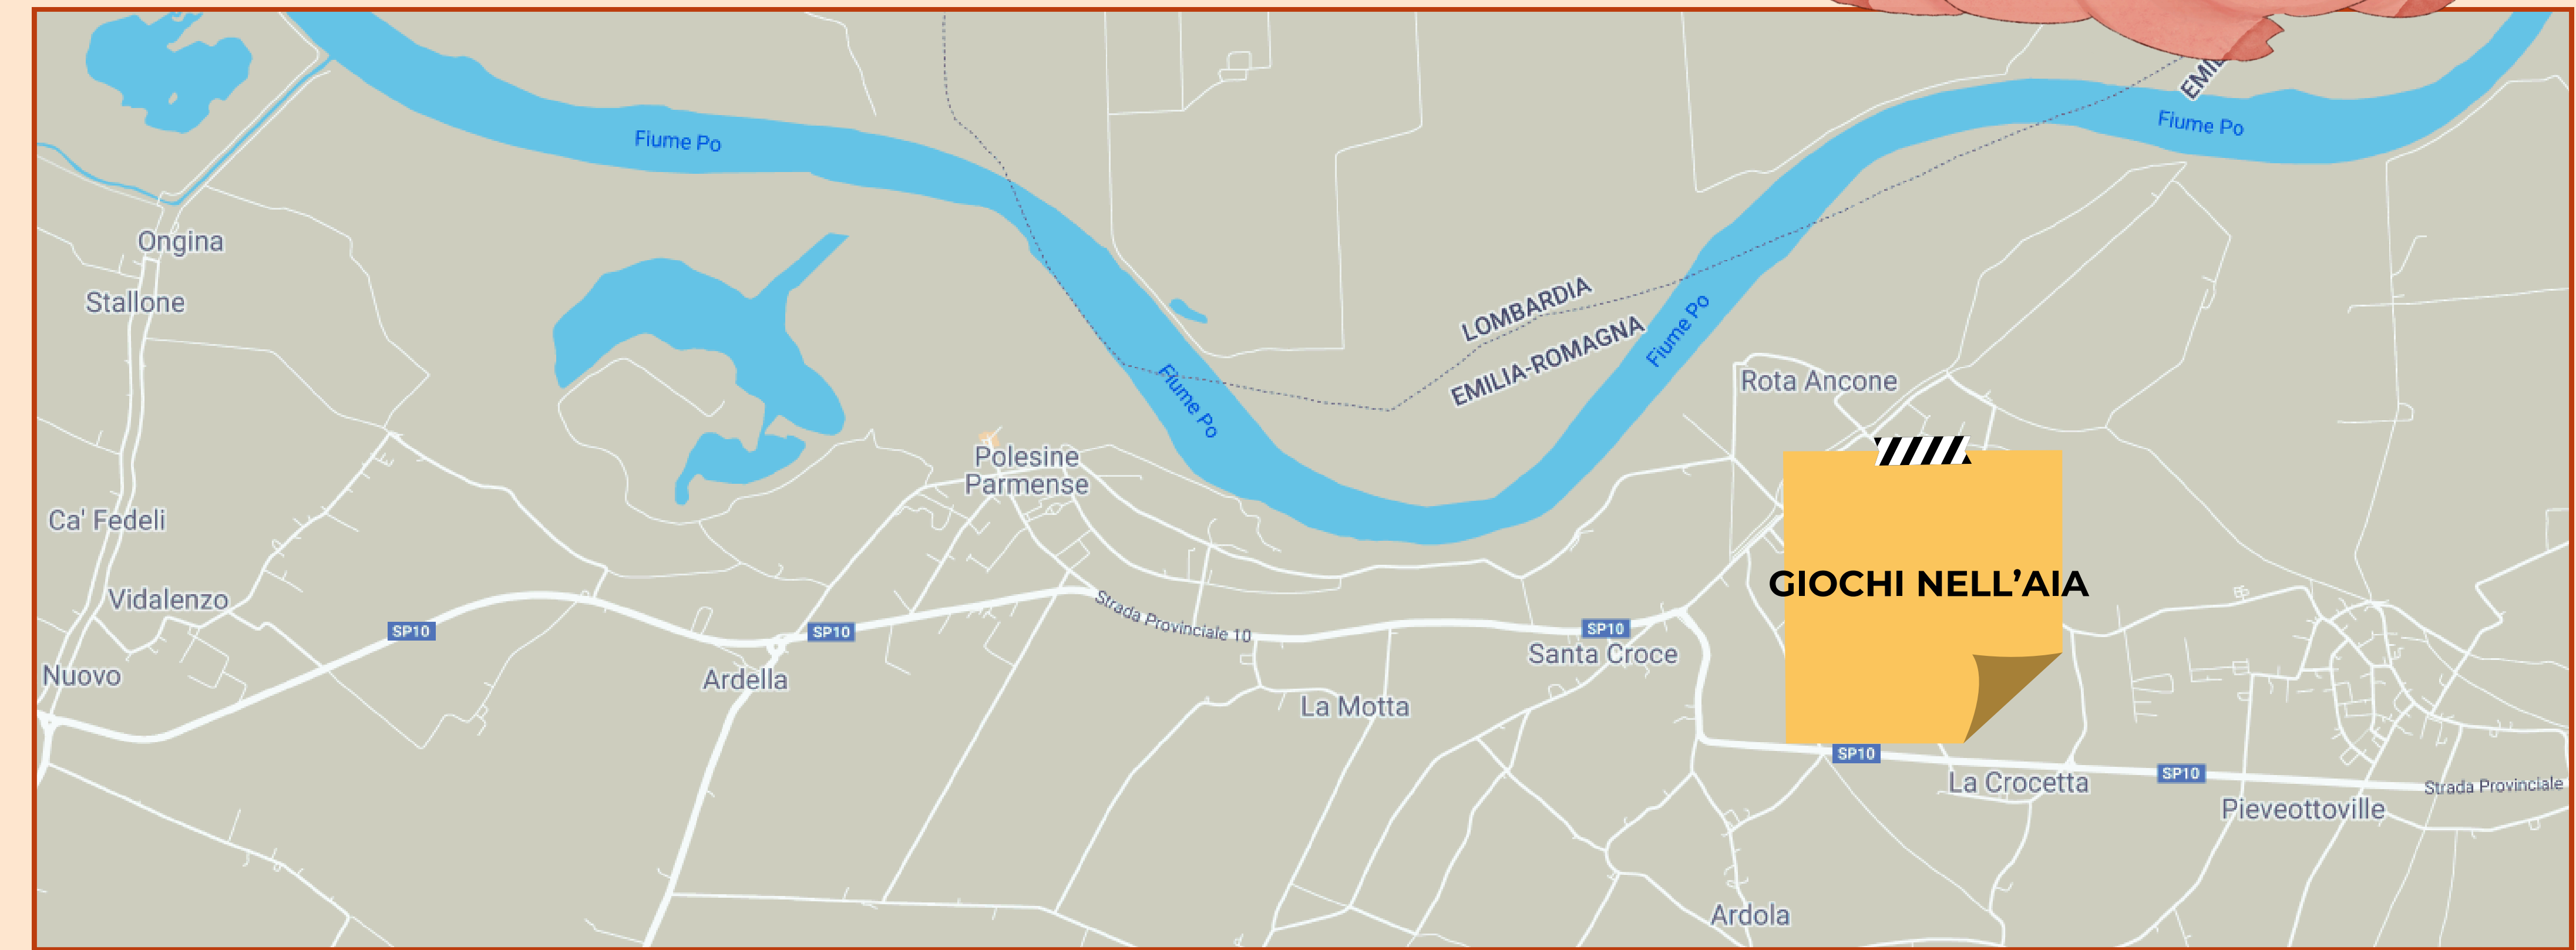 EMIL
Fiume Po
Fiume Po
Ongina
Stallone
LOMBARDIA
EMILIA-ROMAGNA
Fiume Po
Fiume Po
Rota Ancone
Polesine
Parmense
Ca' Fedeli
GIOCHI NELL’AIA
Vidalenzo
SP10
SP10
Strada Provinciale 10
SP10
Santa Croce
Nuovo
Ardella
La Motta
SP10
La Crocetta
SP10
Strada Provinciale
Pieveottoville
Ardola